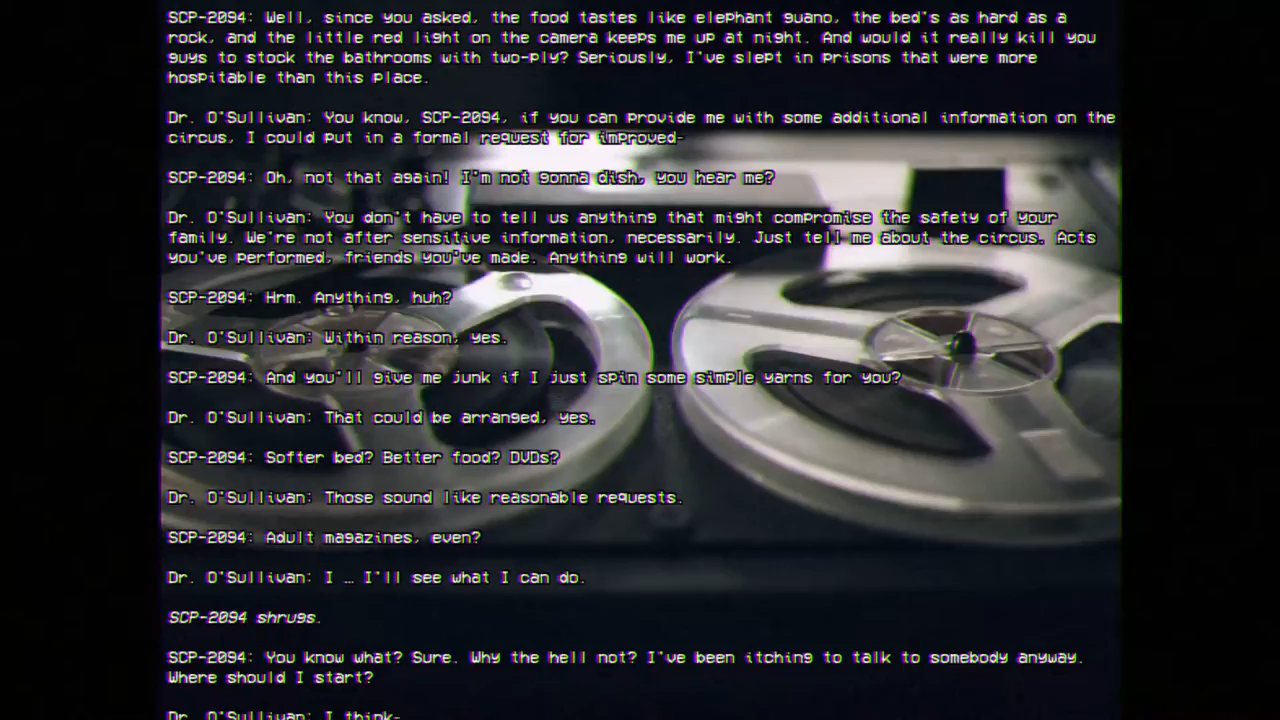 SCP-2094: Well, since you asked, the food tastes like elephant guano, the bed's as hard as a
rock, and the little red light on the camera keeps me up at night. And would it really kill you
guys to stock the bathrooms with two-ply? Seriously, I've slept in prisons that were more
hospitable than this place.
Dr. O'Sullivan: You know, SCP-2094, if you can provide me with some additional information on the
circus, I could put in a formal request for improved-
SCP-2094: Oh, not that again! I'm not gonna dish, you hear me?
Dr. O'Sullivan: You don't have to tell us anything that might compromise the safety of your
family. We're not after sensitive information, necessarily. Just tell me about the circus. Acts
you've performed, friends you've made. Anything will work.
SCP-2094: Hrm. Anything, huh?
Dr. O'Sullivan: Within reason, yes.
SCP-2094: And you'll give me junk if I just spin some simple yarns for you?
Dr. O'Sullivan: That could be arranged, yes.
SCP-2094: Softer bed? Better food? DVDs?
Dr. O'Sullivan: Those sound like reasonable requests.
SCP-2094: Adult magazines, even?
Dr. O'Sullivan: I … I'll see what I can do.
SCP-2094 shrugs.
SCP-2094: You know what? Sure. Why the hell not? I've been itching to talk to somebody anyway.
Where should I start?
Dr. O'Sullivan: I think-